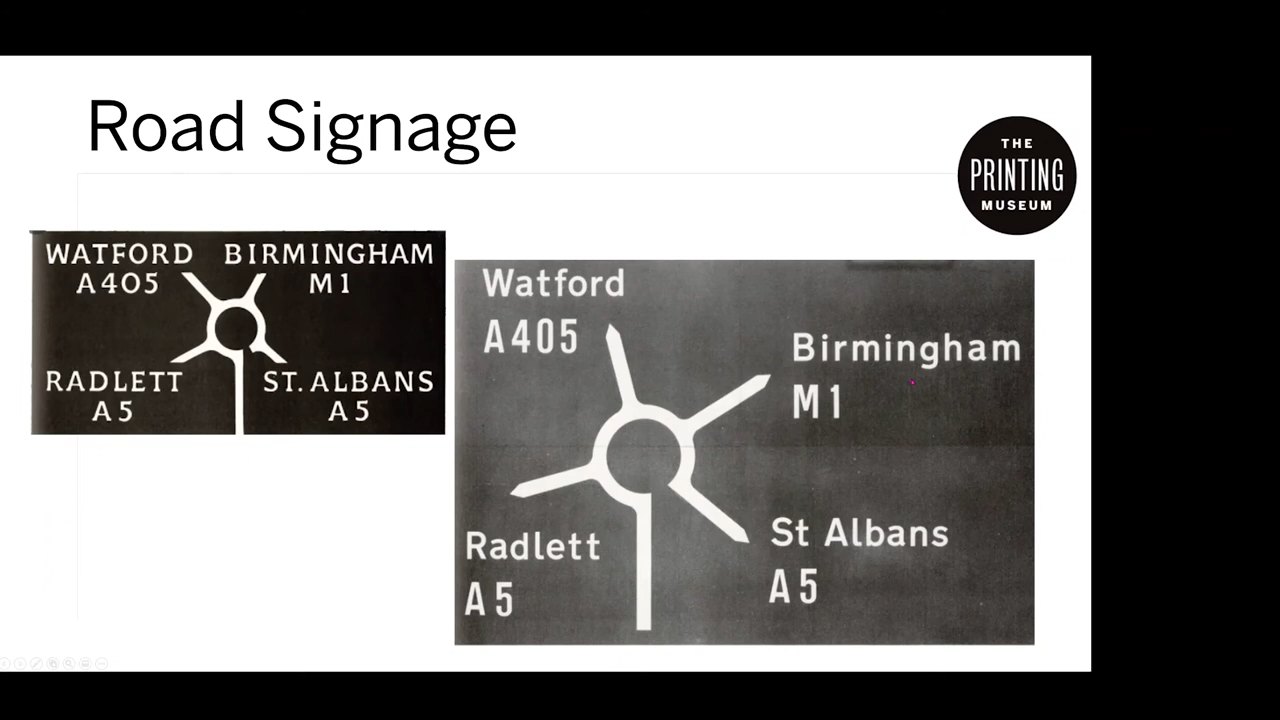 Road Signage
THE
PRINTING
MUSEUM
WATFORD
A405
BIRMINGHAM
M1
RADLETT
A5
ST. ALBANS
A5
Watford
A405
Birmingham
M1
Radlett
A5
St Albans
A5